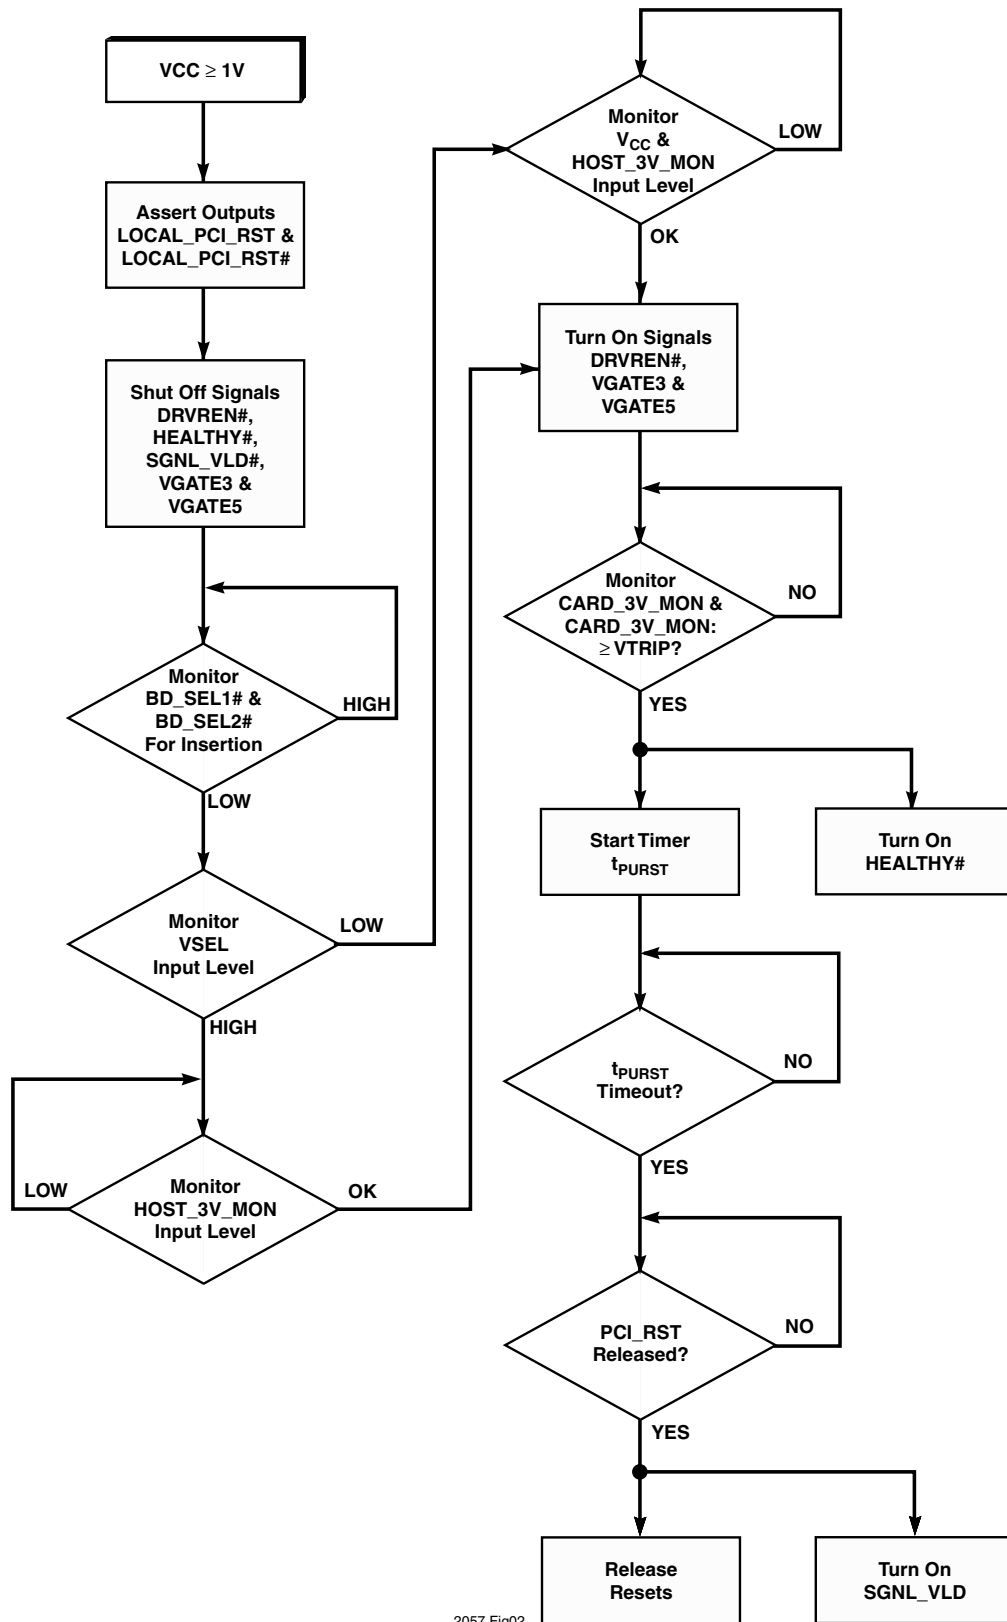 VCC ≥ 1V
Assert Outputs
LOCAL_PCI_RST &
LOCAL_PCI_RST#
Shut Off Signals
DRVREN#,
HEALTHY#,
SGNL_VLD#,
VGATE3 &
VGATE5
Monitor
BD_SEL1# &
BD_SEL2#
For Insertion
HIGH
LOW
Monitor
VSEL
Input Level
LOW
HIGH
Monitor
HOST_3V_MON
Input Level
LOW
OK
Monitor
VCC &
HOST_3V_MON
Input Level
LOW
OK
Turn On Signals
DRVREN#,
VGATE3 &
VGATE5
Monitor
CARD_3V_MON &
CARD_3V_MON:
≥ VTRIP?
NO
YES
Start Timer
tPURST
Turn On
HEALTHY#
tPURST
Timeout?
NO
YES
PCI_RST
Released?
NO
YES
Release
Resets
Turn On
SGNL_VLD
2057 Fig02